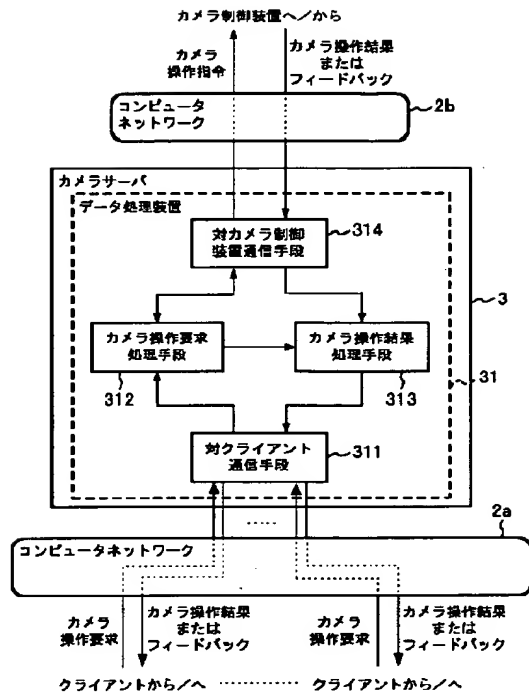 カメラ制御装置へ/から
カメラ
操作指令
カメラ操作結果
または
フィードバック
コンピュータ
ネットワーク
2b
カメラサーバ
データ処理装置
対カメラ制御
装置通信手段
314
3
カメラ操作要求
処理手段
カメラ操作結果
処理手段
312
313
31
対クライアント
通信手段
311
‥‥
2a
コンピュータネットワーク
カメラ
操作要求
カメラ操作結果
または
フィードバック
カメラ
操作要求
カメラ操作結果
または
フィードバック
クライアントから/へ ‥‥‥‥ クライアントから/へ